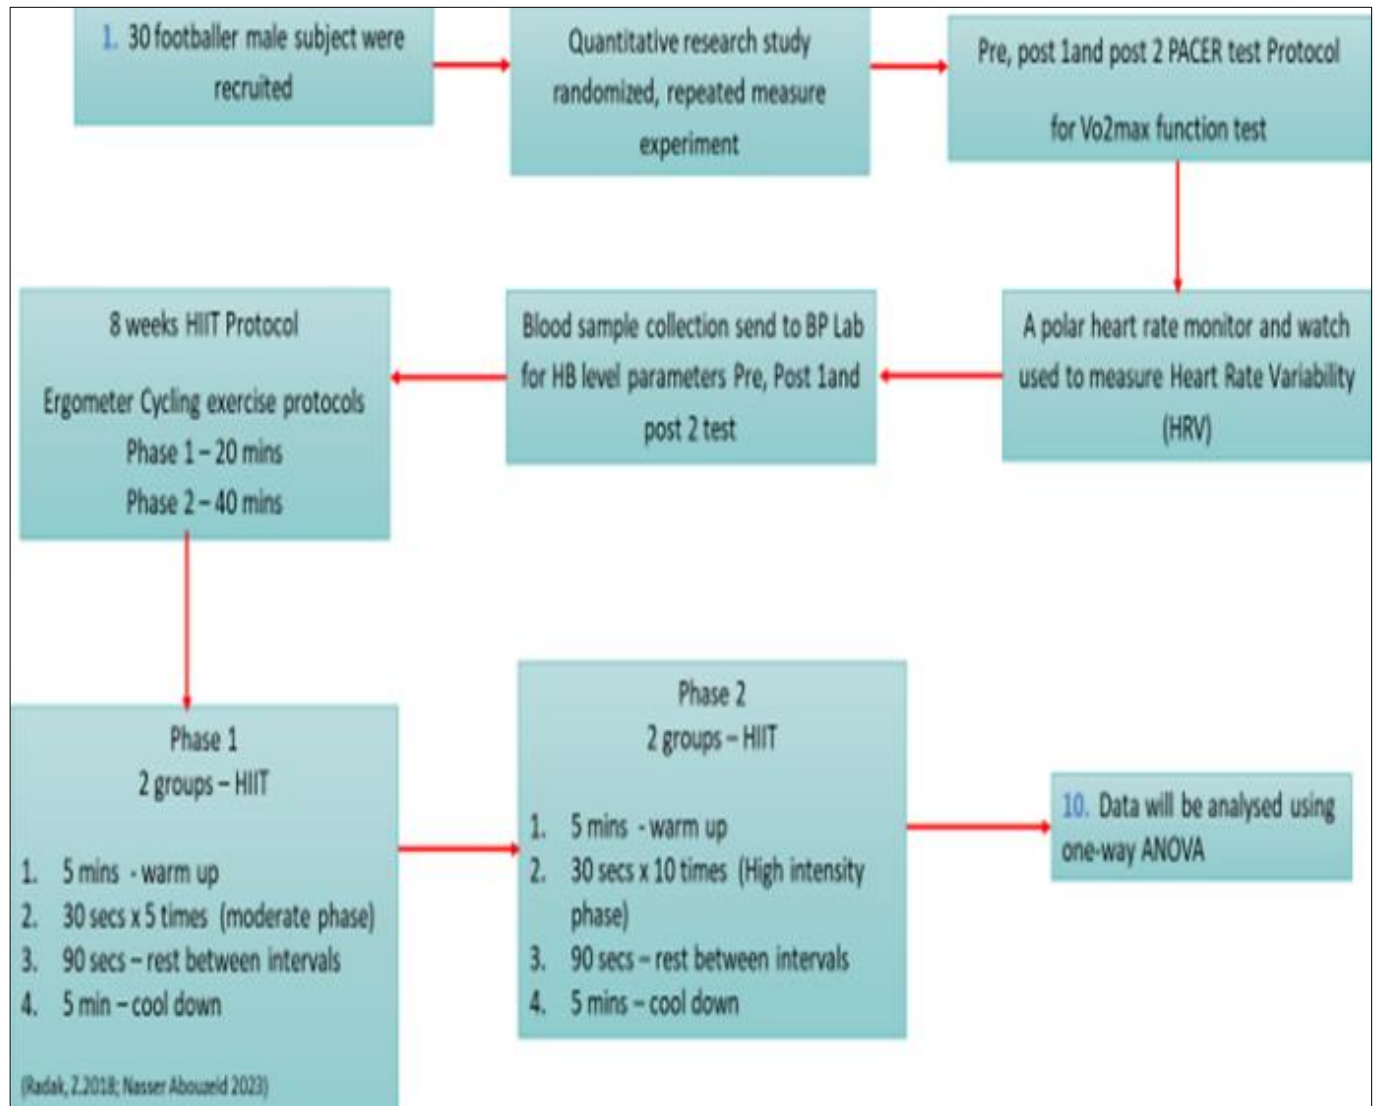 1. 30 footballer male subject were
recruited
Quantitative research study
randomized, repeated measure
experiment
Pre, post 1and post 2 PACER test Protocol
for Vo2max function test
A polar heart rate monitor and watch
used to measure Heart Rate Variability
(HRV)
Blood sample collection send to BP Lab
for HB level parameters Pre, Post 1and
post 2 test
8 weeks HIIT Protocol
Ergometer Cycling exercise protocols
Phase 1 – 20 mins
Phase 2 – 40 mins
Phase 1
2 groups – HIIT
1. 5 mins - warm up
2. 30 secs x 5 times (moderate phase)
3. 90 secs – rest between intervals
4. 5 min – cool down
(Radak, Z.2018; Nasser Abouzeid 2023)
Phase 2
2 groups – HIIT
1. 5 mins - warm up
2. 30 secs x 10 times (High intensity
phase)
3. 90 secs – rest between intervals
4. 5 mins – cool down
10. Data will be analysed using
one-way ANOVA